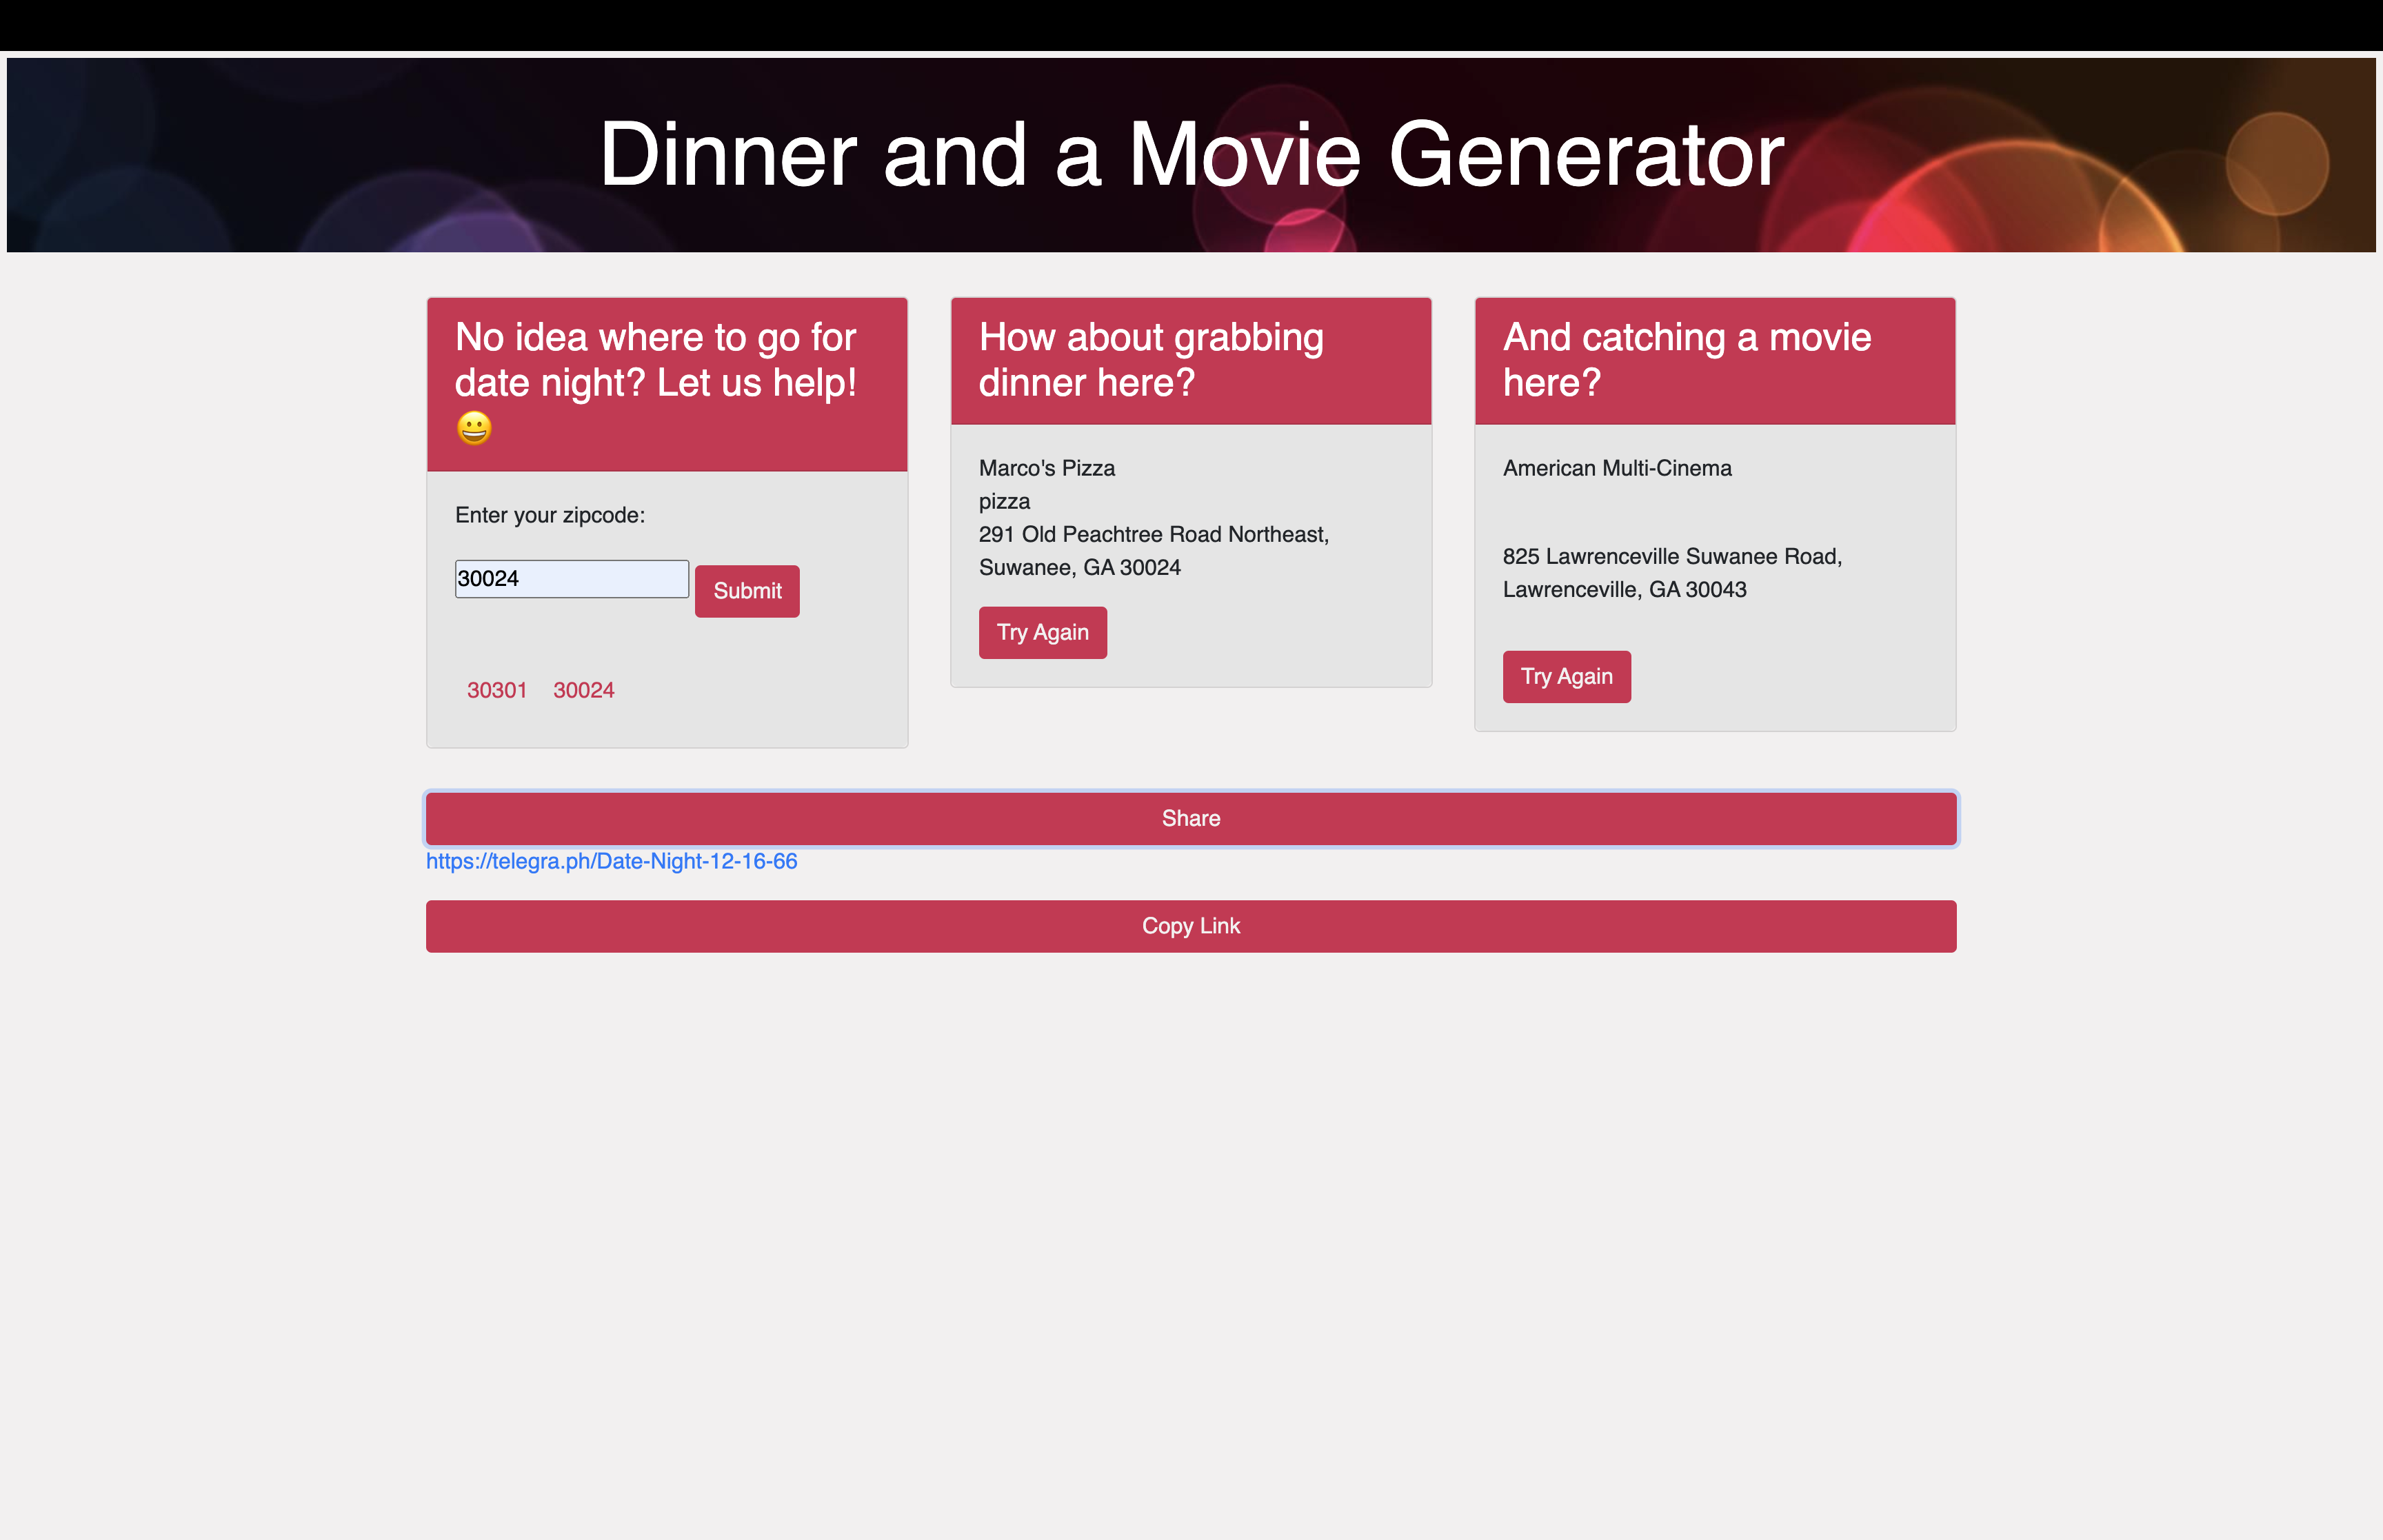 Dinner and a Movie Generator
No idea where to go for
date night? Let us help!
😀
Enter your zipcode:
30024
Submit
30301 30024
How about grabbing
dinner here?
Marco's Pizza
pizza
291 Old Peachtree Road Northeast,
Suwanee, GA 30024
Try Again
And catching a movie
here?
American Multi-Cinema
825 Lawrenceville Suwanee Road,
Lawrenceville, GA 30043
Try Again
Share
https://telegra.ph/Date-Night-12-16-66
Copy Link